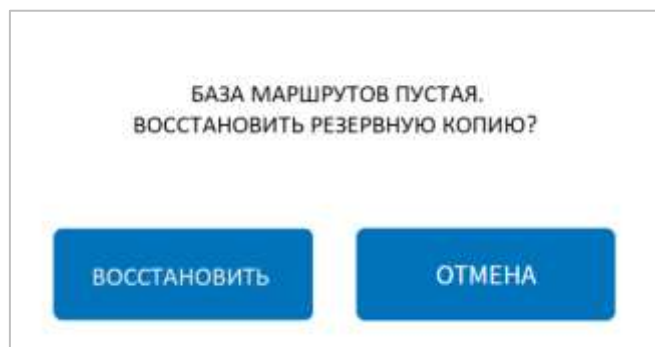 БАЗА МАРШРУТОВ ПУСТАЯ.
ВОССТАНОВИТЬ РЕЗЕРВНУЮ КОПИЮ?
ВОССТАНОВИТЬ
ОТМЕНА